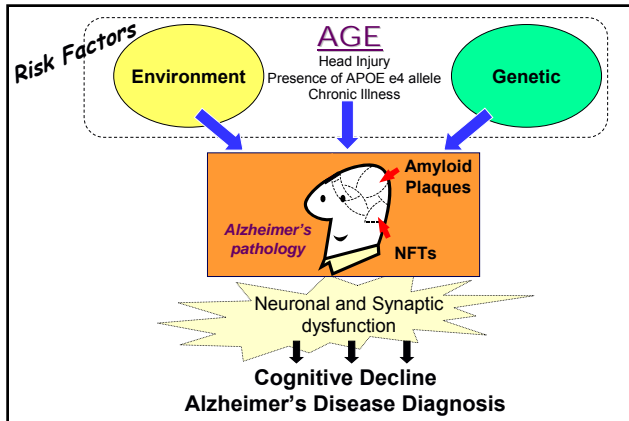 Risk Factors
Environment
AGE
Head Injury
Presence of APOE e4 allele
Chronic Illness
Genetic
Amyloid
Plaques
Alzheimer's
pathology
NFTs
Neuronal and Synaptic
dysfunction
Cognitive Decline
Alzheimer's Disease Diagnosis